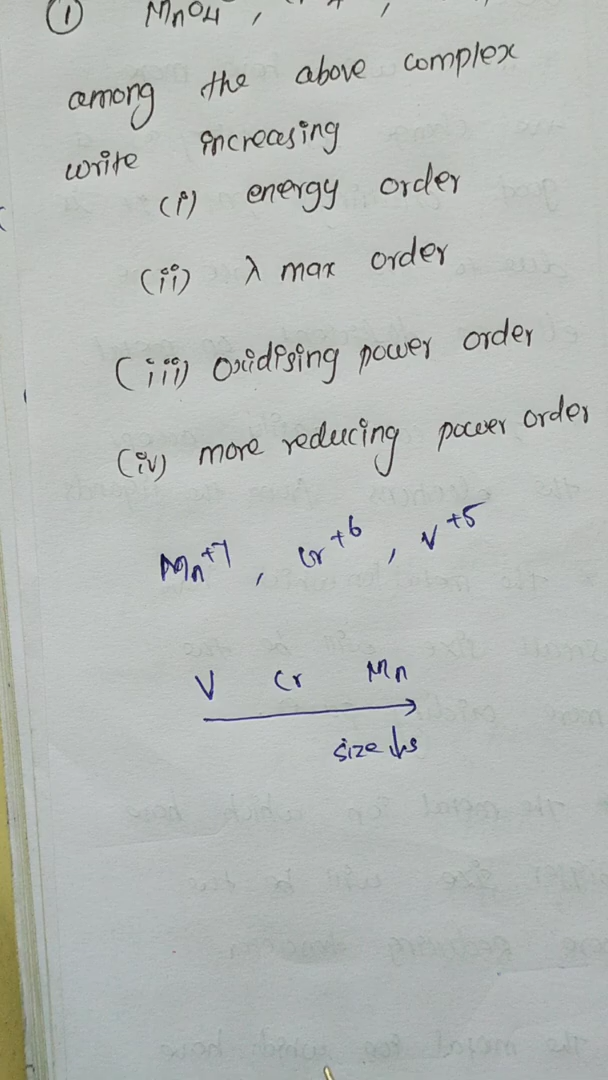 ① MnO4⁻,
among the above complex
write increasing
(i) energy order
(ii) λ max order
(iii) oxidising power order
(iv) more reducing power order
Mn⁺⁷, Cr⁺⁶, V⁺⁵
V Cr Mn
size ↓s